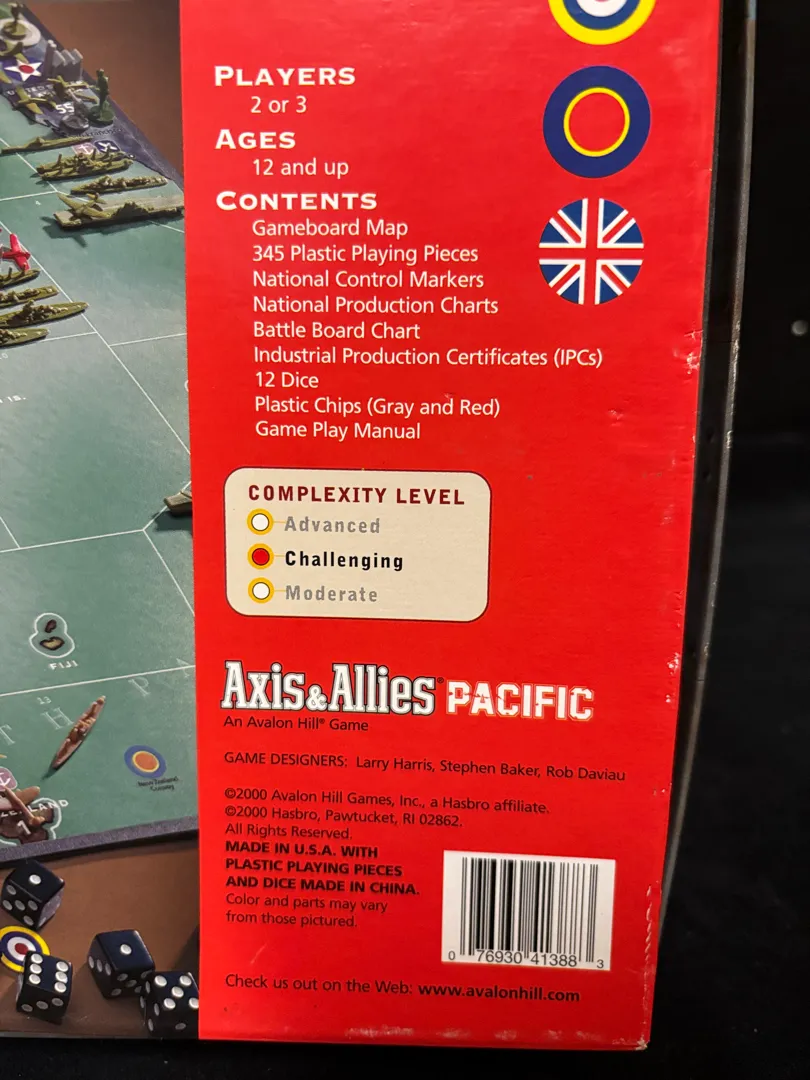 PLAYERS
2 or 3
AGES
12 and up
CONTENTS
Gameboard Map
345 Plastic Playing Pieces
National Control Markers
National Production Charts
Battle Board Chart
Industrial Production Certificates (IPCs)
12 Dice
Plastic Chips (Gray and Red)
Game Play Manual
COMPLEXITY LEVEL
Advanced
Challenging
Moderate
Axis & Allies® PACIFIC
An Avalon Hill® Game
GAME DESIGNERS: Larry Harris, Stephen Baker, Rob Daviau
©2000 Avalon Hill Games, Inc., a Hasbro affiliate.
©2000 Hasbro, Pawtucket, RI 02862.
All Rights Reserved.
MADE IN U.S.A. WITH
PLASTIC PLAYING PIECES
AND DICE MADE IN CHINA.
Color and parts may vary
from those pictured.
0 76930 41388 3
Check us out on the Web: www.avalonhill.com
55
IS.
FIJI
23
T H P A
New Zealand